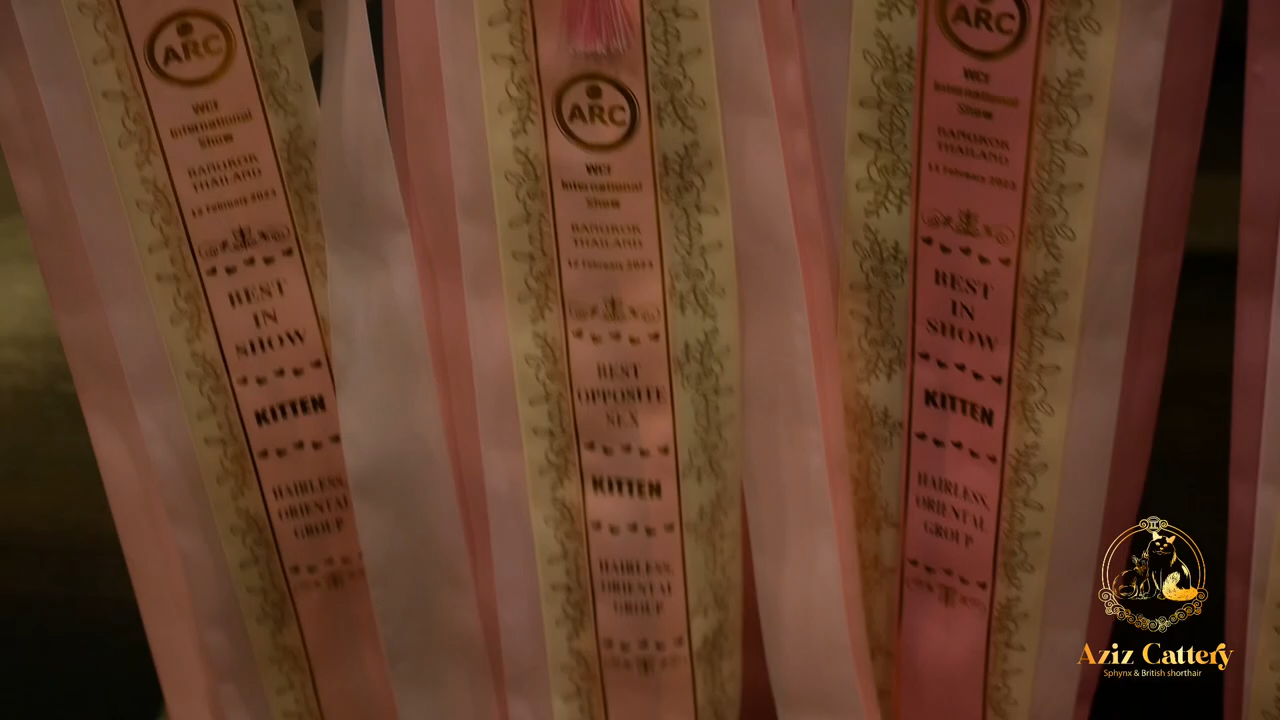 ARC
WCF
International
Show
BANGKOK
THAILAND
BEST
IN
SHOW
KITTEN
HAIRLESS,
ORIENTAL
GROUP
ARC
WCF
International
Show
BANGKOK
THAILAND
BEST
OPPOSITE
SEX
KITTEN
HAIRLESS,
ORIENTAL
GROUP
ARC
WCF
International
Show
BANGKOK
THAILAND
BEST
IN
SHOW
KITTEN
HAIRLESS,
ORIENTAL
GROUP
Aziz Cattery
Sphynx & British shorthair